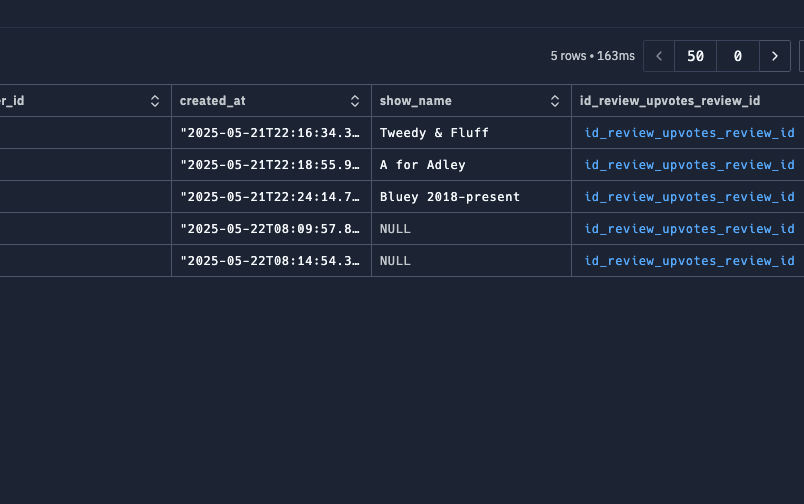 5 rows • 163ms 50 0
r_id created_at show_name id_review_upvotes_review_id
"2025-05-21T22:16:34.3… Tweedy & Fluff id_review_upvotes_review_id
"2025-05-21T22:18:55.9… A for Adley id_review_upvotes_review_id
"2025-05-21T22:24:14.7… Bluey 2018-present id_review_upvotes_review_id
"2025-05-22T08:09:57.8… NULL id_review_upvotes_review_id
"2025-05-22T08:14:54.3… NULL id_review_upvotes_review_id